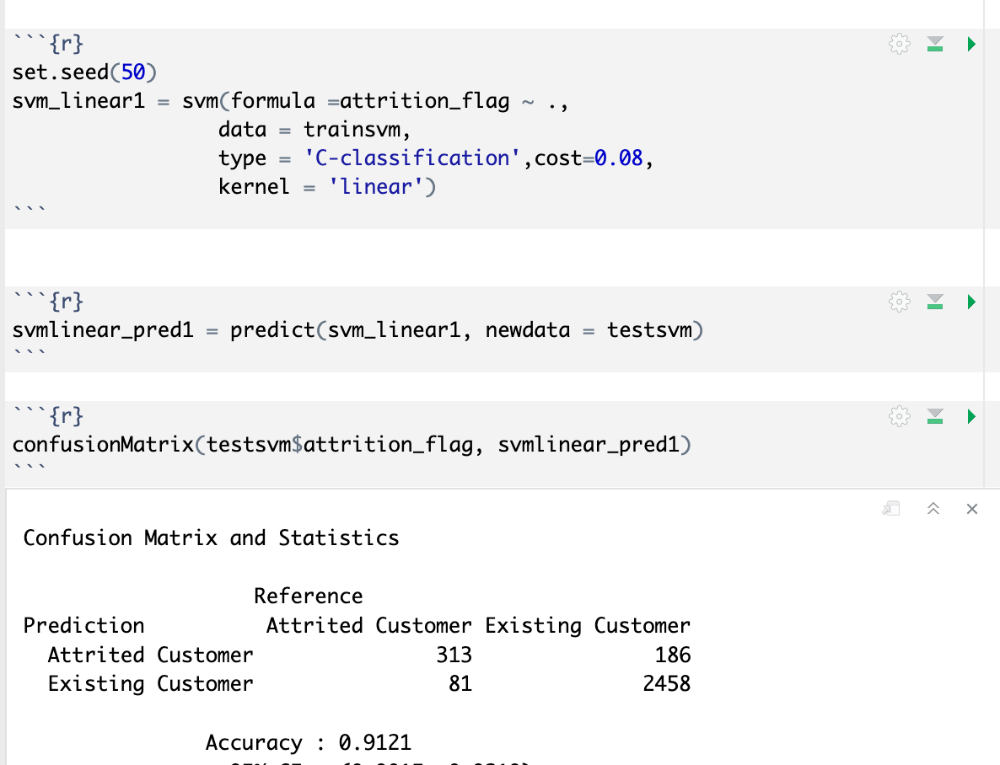 ```{r}
set.seed(50)
svm_linear1 = svm(formula =attrition_flag ~ .,
                 data = trainsvm,
                 type = 'C-classification',cost=0.08,
                 kernel = 'linear')
```
```{r}
svmlinear_pred1 = predict(svm_linear1, newdata = testsvm)
```
```{r}
confusionMatrix(testsvm$attrition_flag, svmlinear_pred1)
```
Confusion Matrix and Statistics
                   Reference
Prediction          Attrited Customer Existing Customer
  Attrited Customer               313               186
  Existing Customer                81              2458
               Accuracy : 0.9121